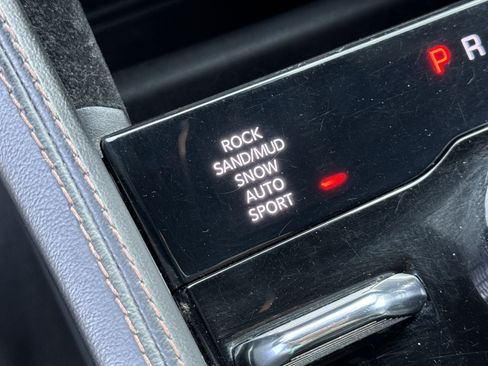 P R
ROCK
SAND/MUD
SNOW
AUTO
SPORT